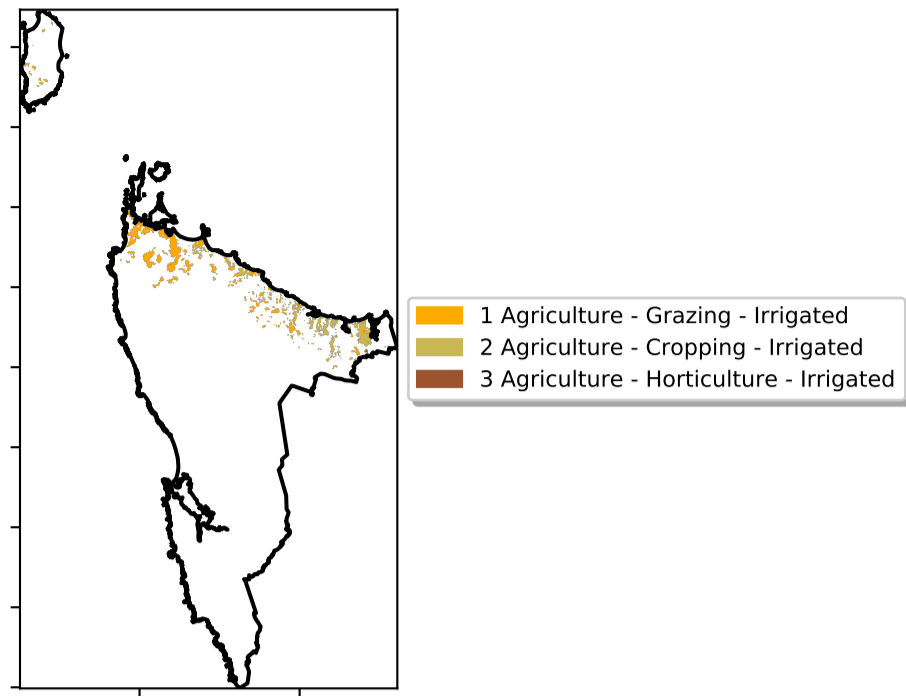 1 Agriculture - Grazing - Irrigated
2 Agriculture - Cropping - Irrigated
3 Agriculture - Horticulture - Irrigated